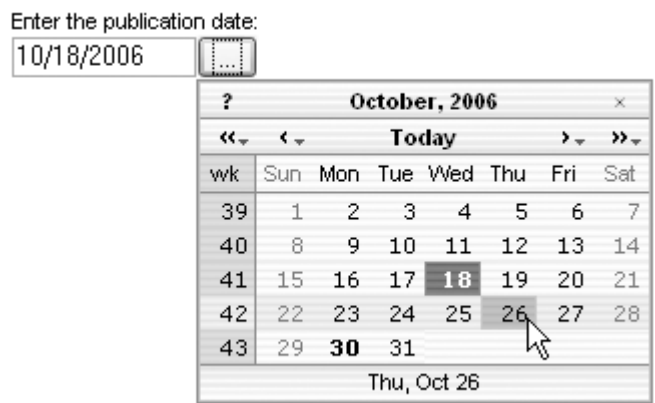 Enter the publication date:
10/18/2006 ...
? October, 2006 ×
« ‹ Today › »
wk Sun Mon Tue Wed Thu Fri Sat
39 1 2 3 4 5 6 7
40 8 9 10 11 12 13 14
41 15 16 17 18 19 20 21
42 22 23 24 25 26 27 28
43 29 30 31
Thu, Oct 26